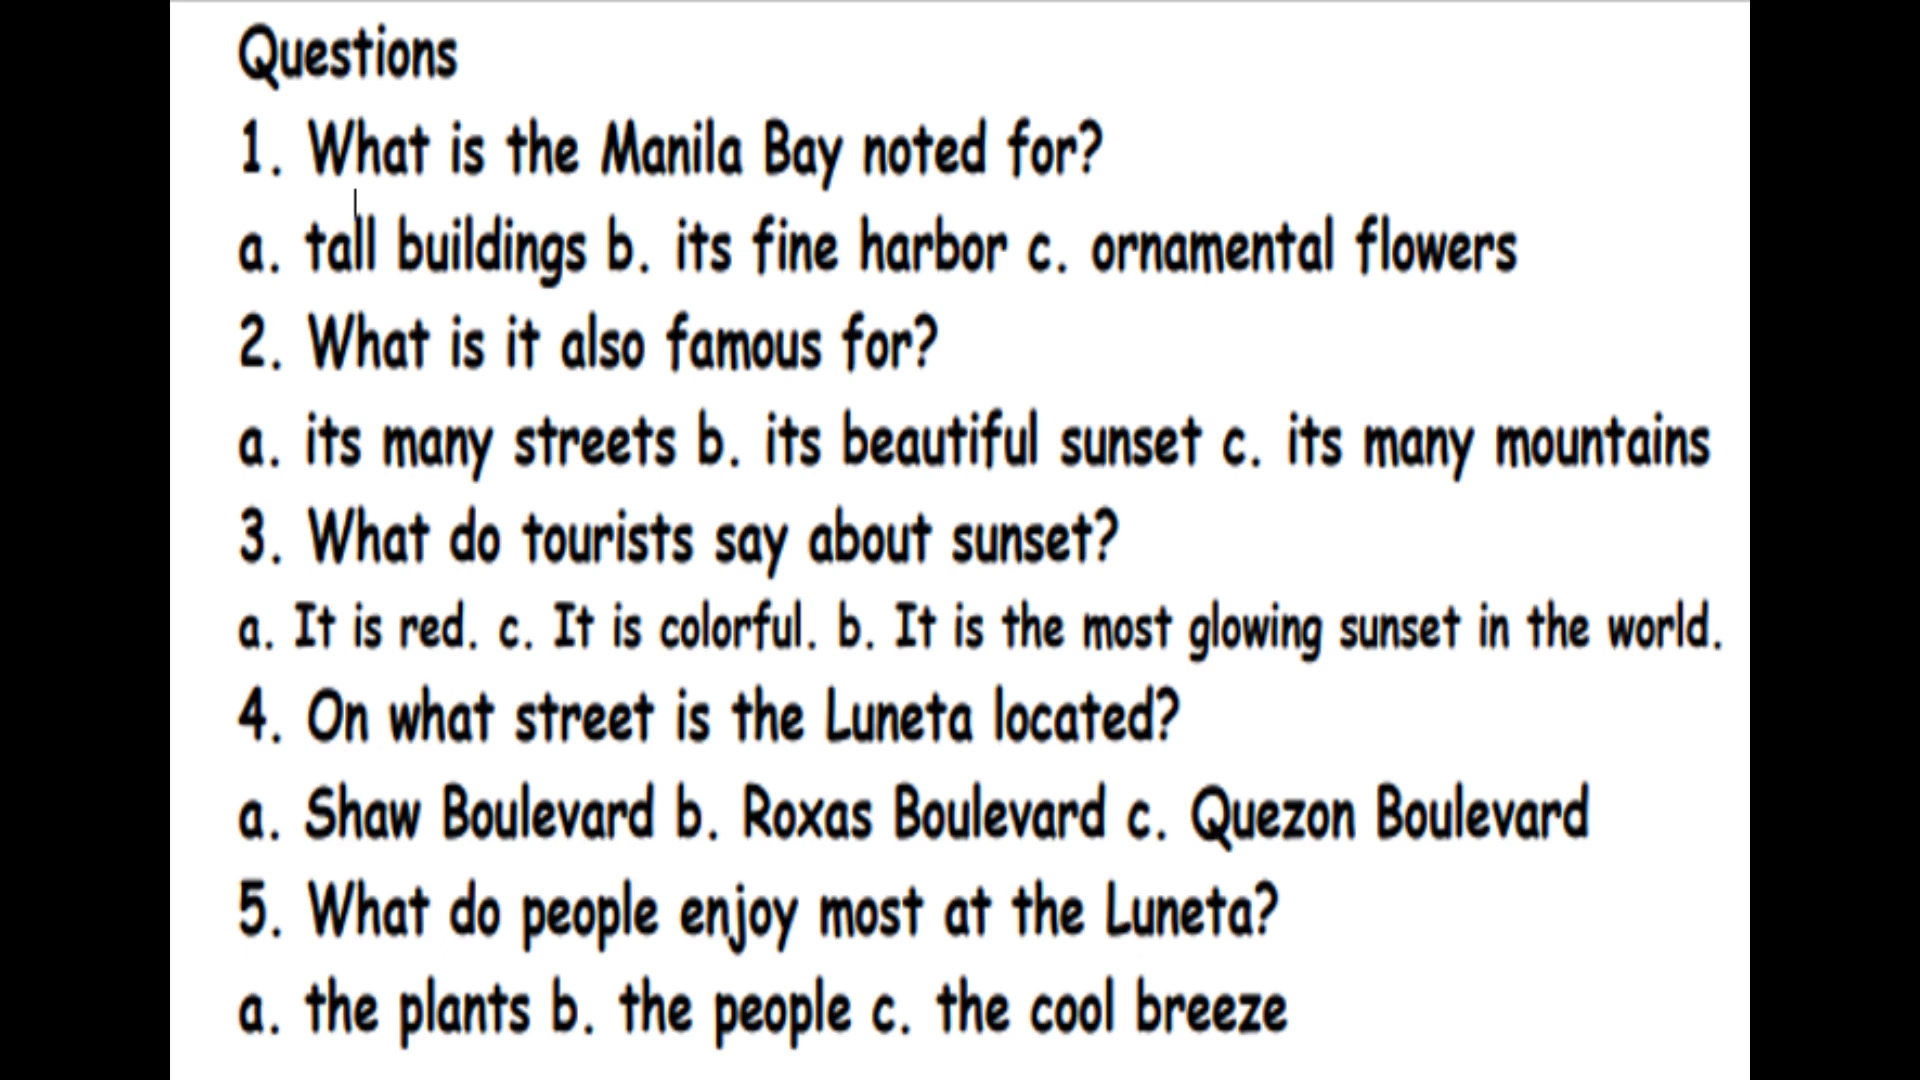 Questions
1. What is the Manila Bay noted for?
a. tall buildings b. its fine harbor c. ornamental flowers
2. What is it also famous for?
a. its many streets b. its beautiful sunset c. its many mountains
3. What do tourists say about sunset?
a. It is red. c. It is colorful. b. It is the most glowing sunset in the world.
4. On what street is the Luneta located?
a. Shaw Boulevard b. Roxas Boulevard c. Quezon Boulevard
5. What do people enjoy most at the Luneta?
a. the plants b. the people c. the cool breeze